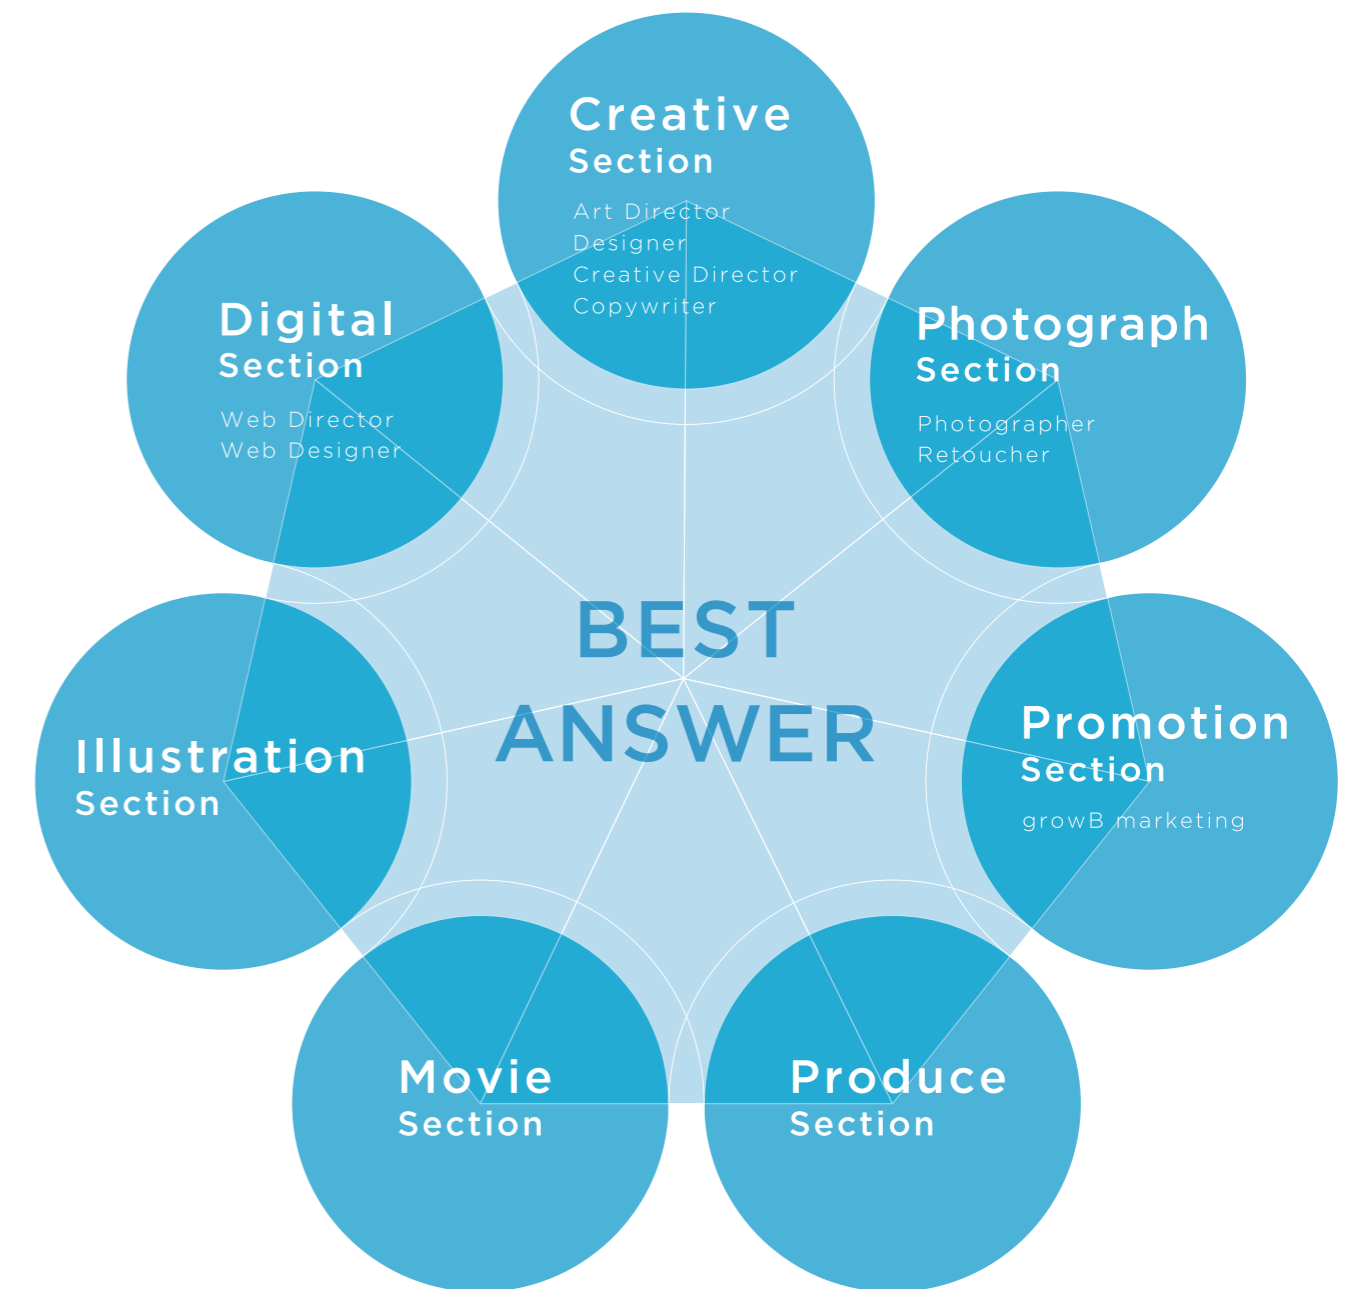 Creative
Section
Art Director
Designer
Creative Director
Copywriter
Digital
Section
Web Director
Web Designer
Photograph
Section
Photographer
Retoucher
BEST
ANSWER
Illustration
Section
Promotion
Section
growB marketing
Movie
Section
Produce
Section